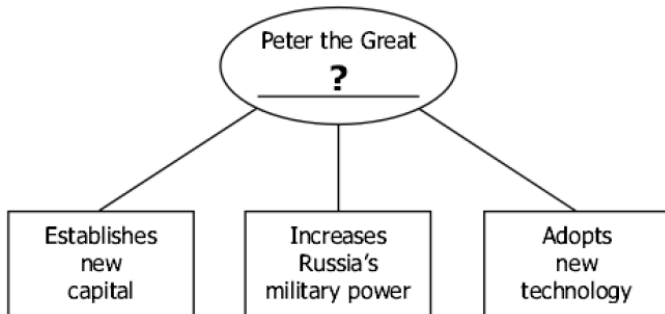 Peter the Great
?
Establishes
new
capital
Increases
Russia's
military power
Adopts
new
technology